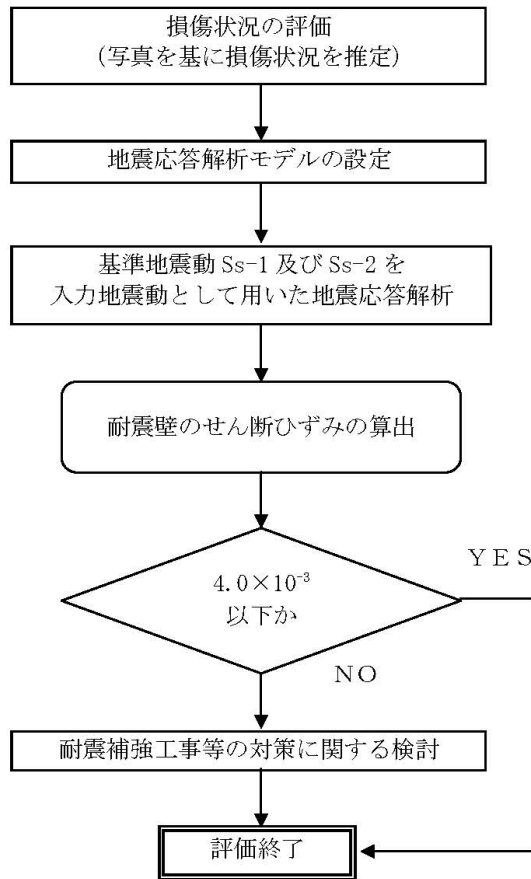 損傷状況の評価
(写真を基に損傷状況を推定)
地震応答解析モデルの設定
基準地震動 Ss-1 及び Ss-2 を
入力地震動として用いた地震応答解析
耐震壁のせん断ひずみの算出
4.0×10⁻³
以下か
ＹＥＳ
ＮＯ
耐震補強工事等の対策に関する検討
評価終了